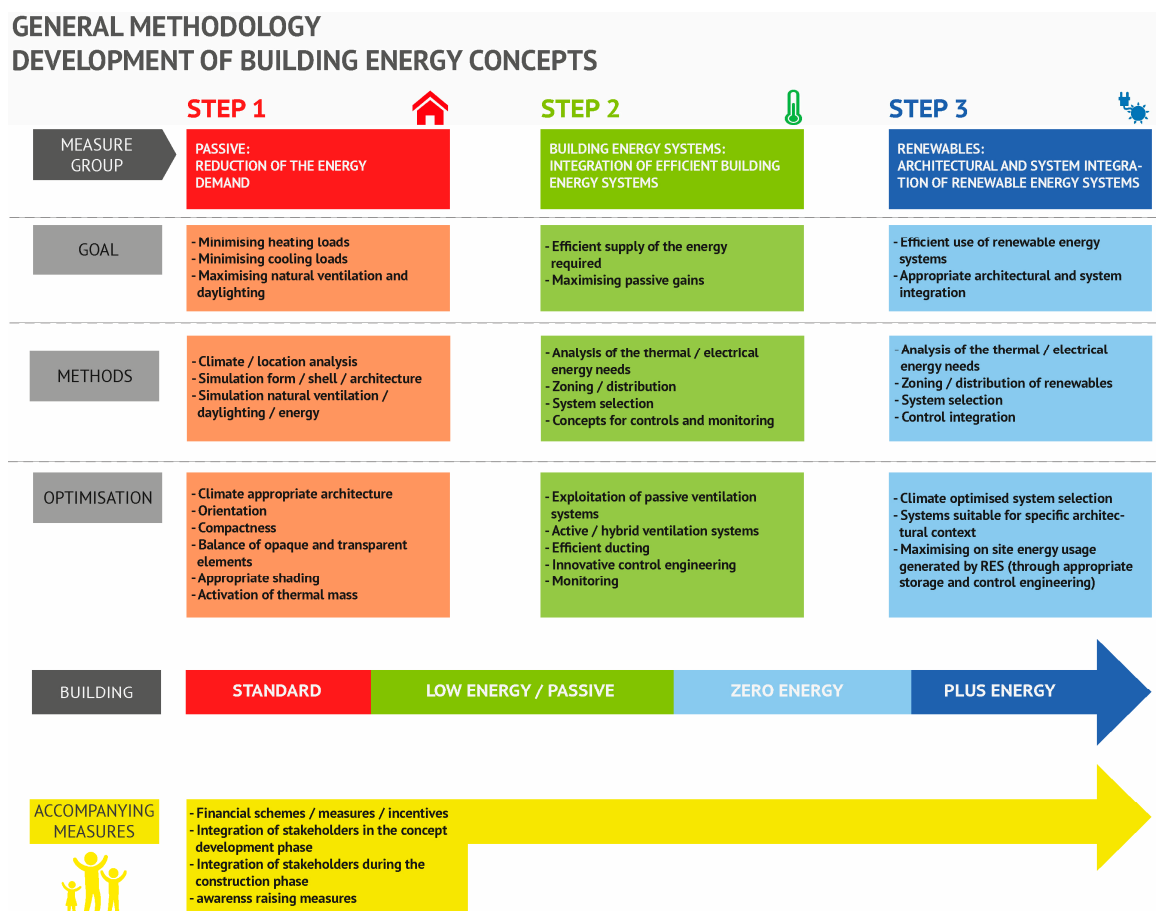 GENERAL METHODOLOGY
DEVELOPMENT OF BUILDING ENERGY CONCEPTS
STEP 1
STEP 2
STEP 3
MEASURE
GROUP
PASSIVE:
REDUCTION OF THE ENERGY
DEMAND
BUILDING ENERGY SYSTEMS:
INTEGRATION OF EFFICIENT BUILDING
ENERGY SYSTEMS
RENEWABLES:
ARCHITECTURAL AND SYSTEM INTEGRA-
TION OF RENEWABLE ENERGY SYSTEMS
GOAL
- Minimising heating loads
- Minimising cooling loads
- Maximising natural ventilation and
daylighting
- Efficient supply of the energy
required
- Maximising passive gains
- Efficient use of renewable energy
systems
- Appropriate architectural and system
integration
METHODS
- Climate / location analysis
- Simulation form / shell / architecture
- Simulation natural ventilation /
daylighting / energy
- Analysis of the thermal / electrical
energy needs
- Zoning / distribution
- System selection
- Concepts for controls and monitoring
- Analysis of the thermal / electrical
energy needs
- Zoning / distribution of renewables
- System selection
- Control integration
OPTIMISATION
- Climate appropriate architecture
- Orientation
- Compactness
- Balance of opaque and transparent
elements
- Appropriate shading
- Activation of thermal mass
- Exploitation of passive ventilation
systems
- Active / hybrid ventilation systems
- Efficient ducting
- Innovative control engineering
- Monitoring
- Climate optimised system selection
- Systems suitable for specific architec-
tural context
- Maximising on site energy usage
generated by RES (through appropriate
storage and control engineering)
BUILDING
STANDARD
LOW ENERGY / PASSIVE
ZERO ENERGY
PLUS ENERGY
ACCOMPANYING
MEASURES
- Financial schemes / measures / incentives
- Integration of stakeholders in the concept
development phase
- Integration of stakeholders during the
construction phase
- awarenss raising measures